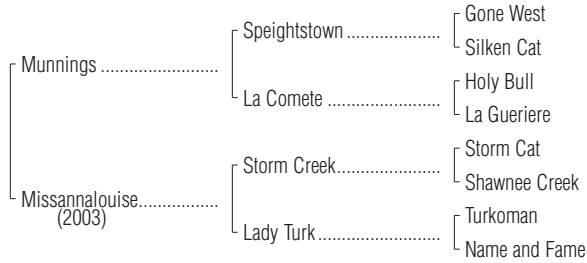 Gone West
Speightstown ....................
Silken Cat
Munnings .........................
Holy Bull
La Comete ........................
La Gueriere
Storm Cat
Storm Creek......................
Shawnee Creek
Missannalouise.................
(2003)
Turkoman
Lady Turk..........................
Name and Fame